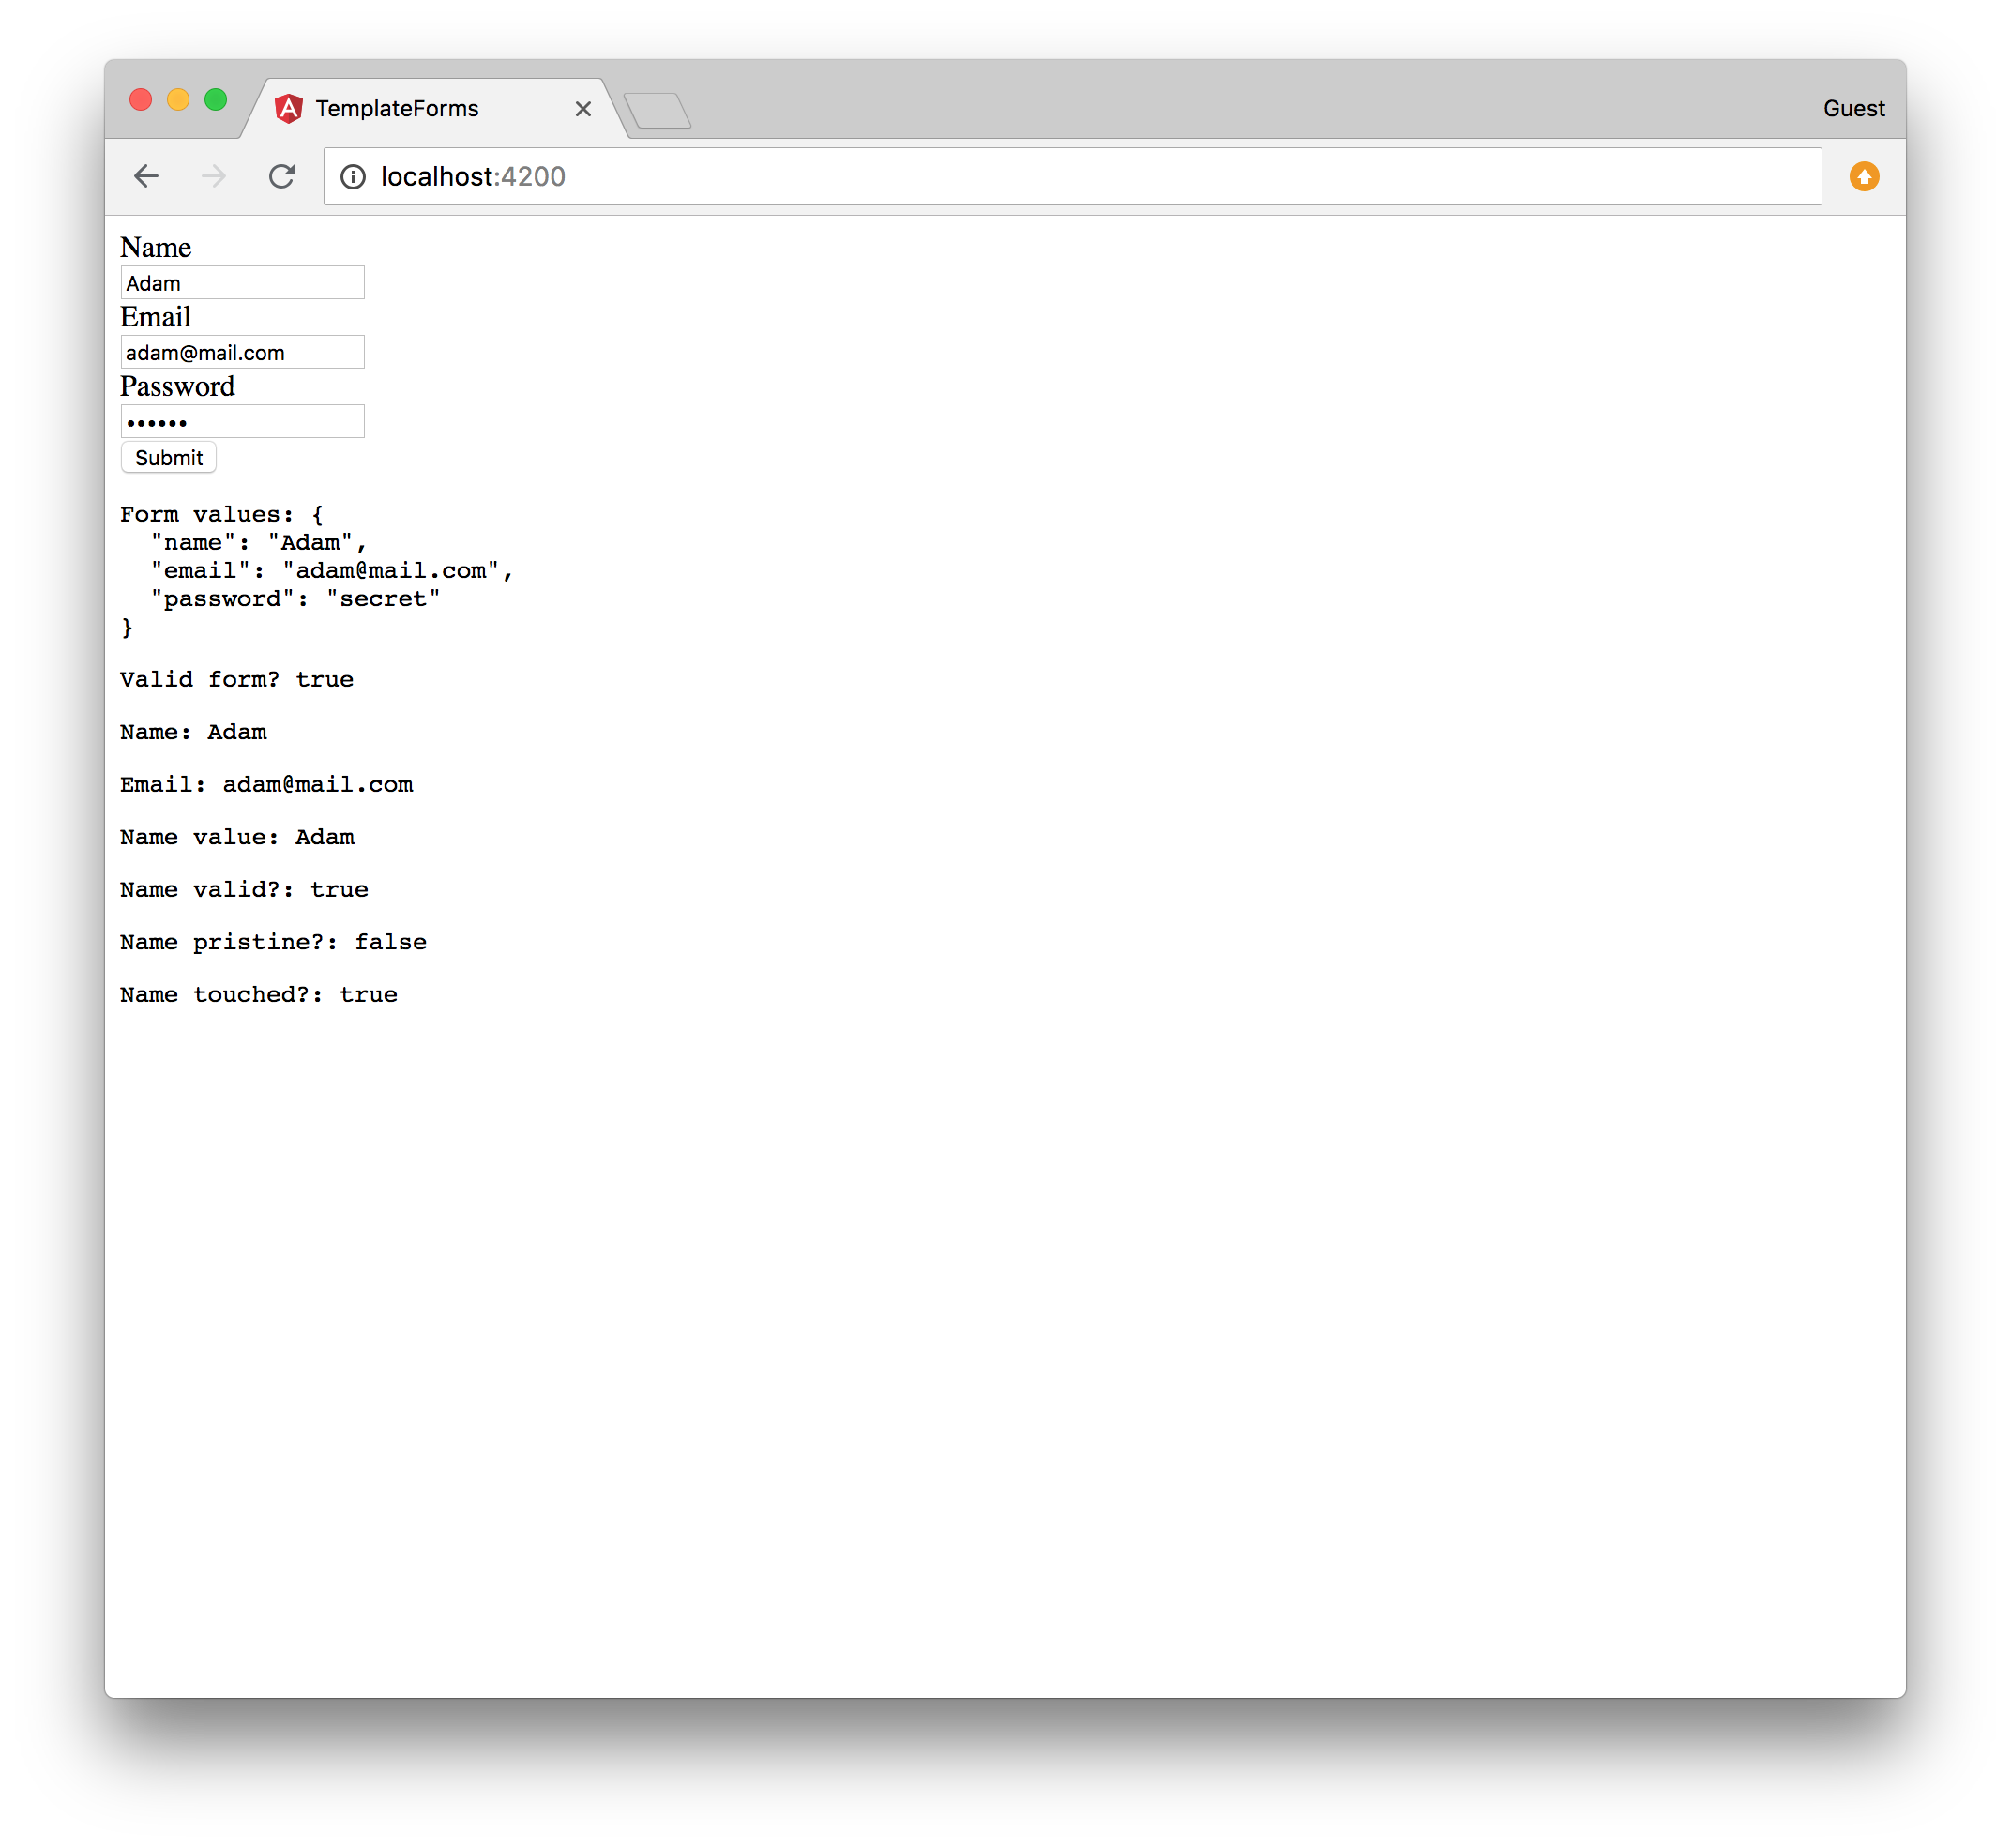 TemplateForms
Guest
localhost:4200
Name
Adam
Email
adam@mail.com
Password
••••••
Submit
Form values: {
  "name": "Adam",
  "email": "adam@mail.com",
  "password": "secret"
}
Valid form? true
Name: Adam
Email: adam@mail.com
Name value: Adam
Name valid?: true
Name pristine?: false
Name touched?: true